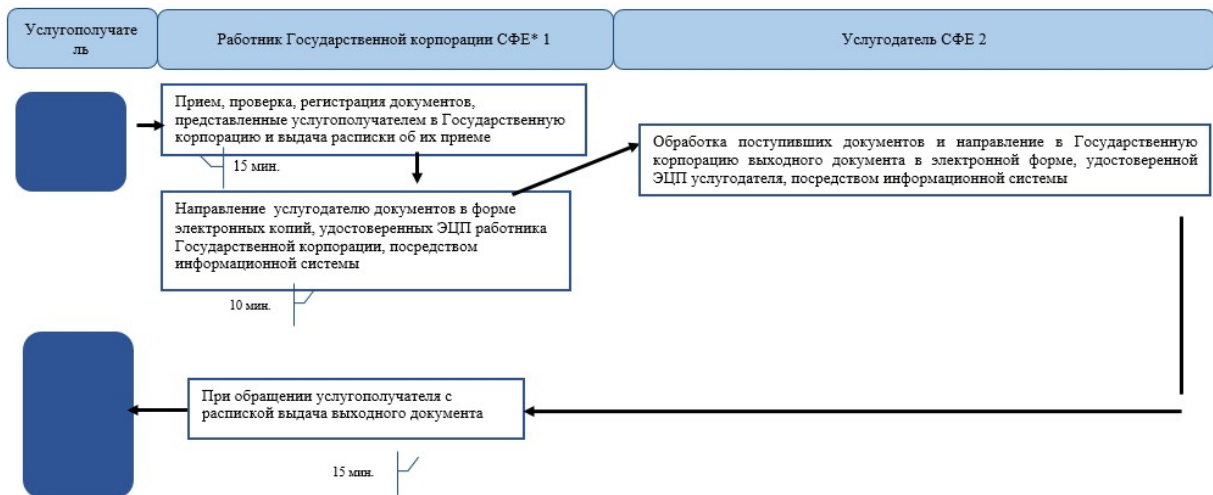 Услугополучате
ль
Работник Государственной корпорации СФЕ* 1
Услугодатель СФЕ 2
Прием, проверка, регистрация документов,
представленные услугополучателем в Государственную
корпорацию и выдача расписки об их приеме
15 мин.
Обработка поступивших документов и направление в Государственную
корпорацию выходного документа в электронной форме, удостоверенной
ЭЦП услугодателя, посредством информационной системы
Направление услугодателю документов в форме
электронных копий, удостоверенных ЭЦП работника
Государственной корпорации, посредством
информационной системы
10 мин.
При обращении услугополучателя с
распиской выдача выходного документа
15 мин.